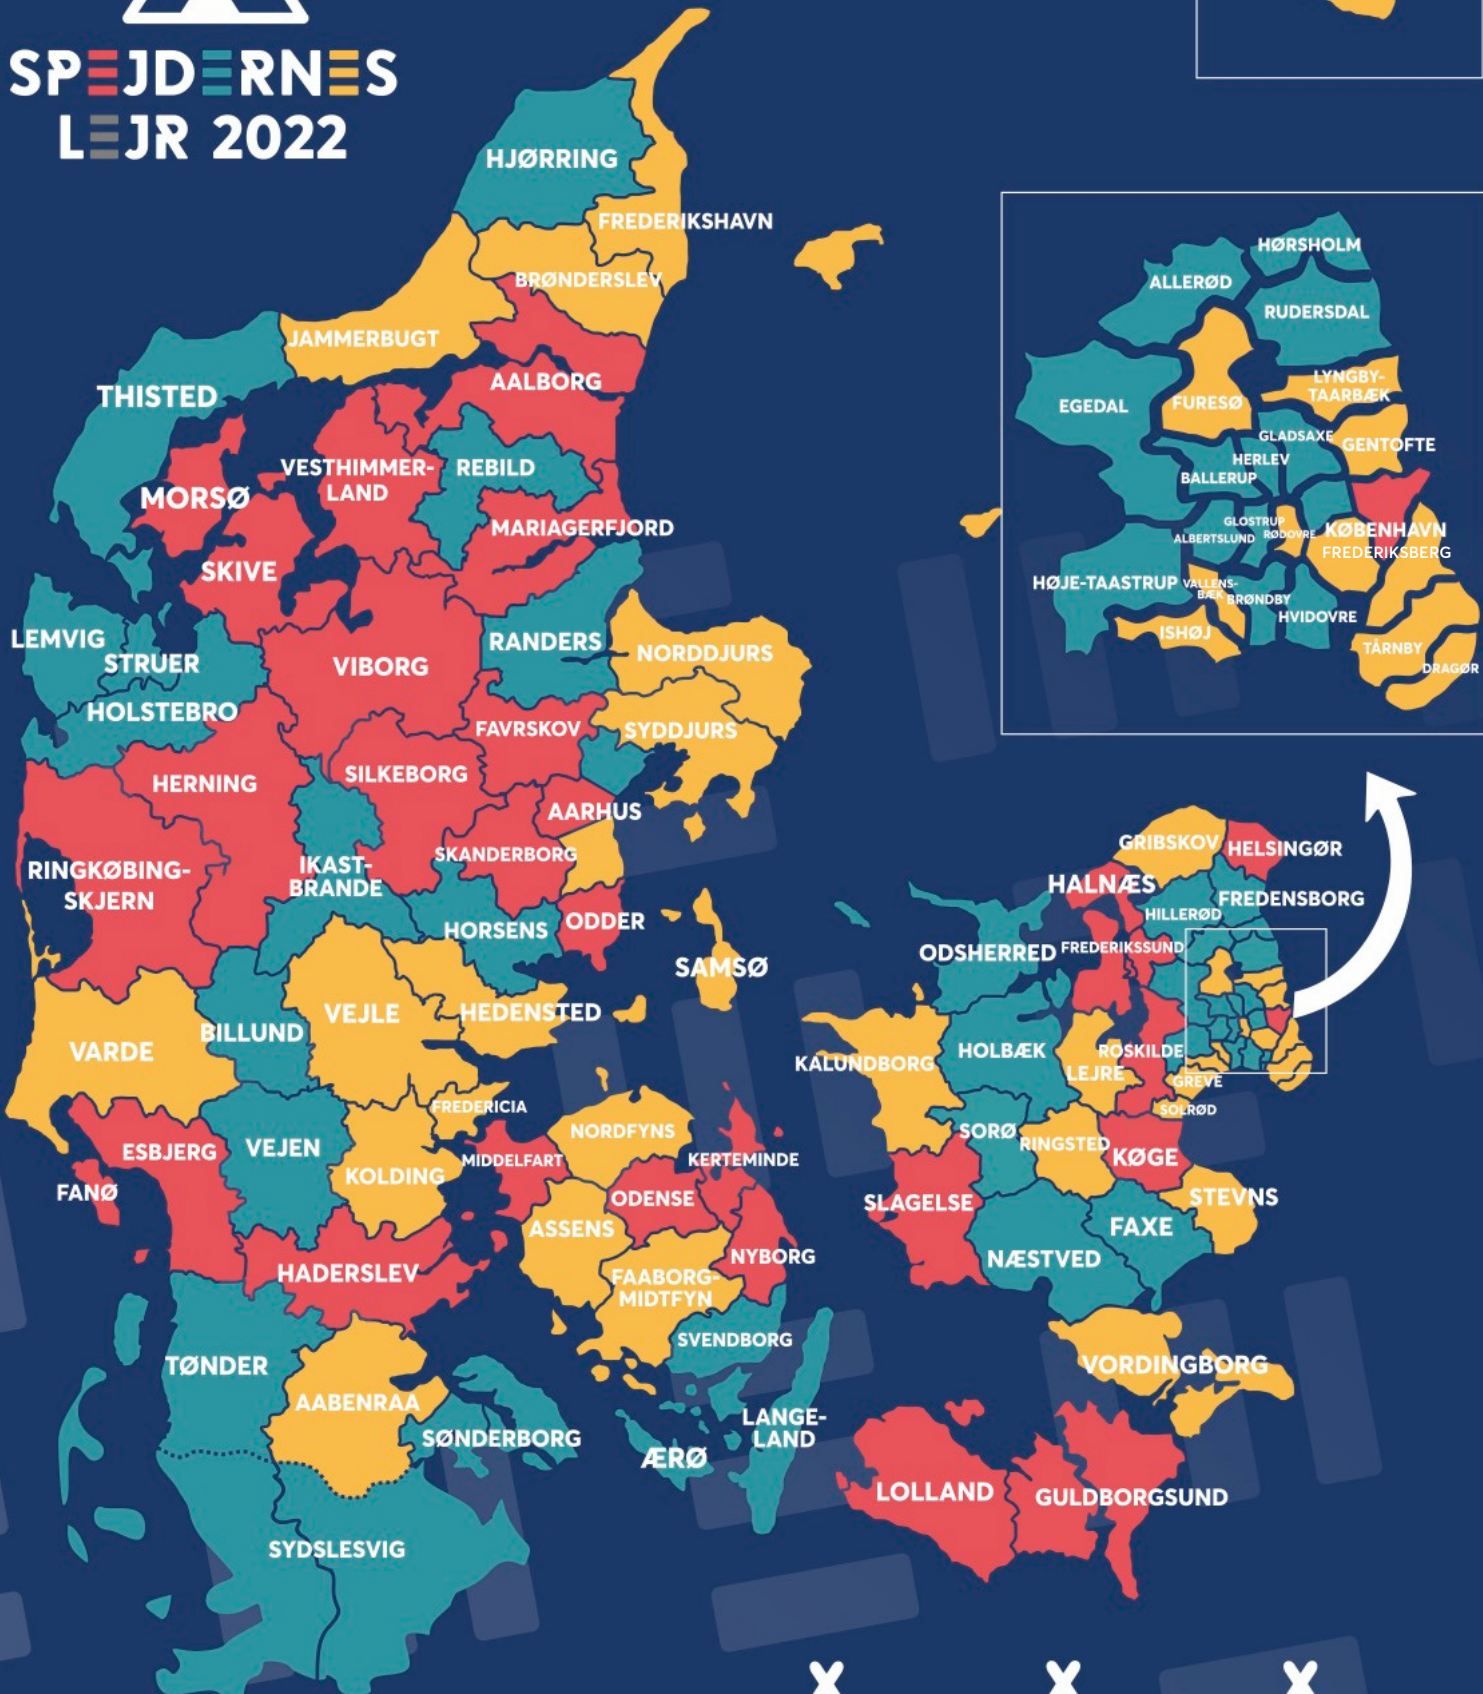 SPEJDERNES
LEJR 2022
HJØRRING
FREDERIKSHAVN
BRØNDERSLEV
JAMMERBUGT
THISTED
AALBORG
VESTHIMMER-
LAND
REBILD
MORSØ
MARIAGERFJORD
SKIVE
LEMVIG
STRUER
VIBORG
RANDERS
NORDDJURS
HOLSTEBRO
FAVRSKOV
SYDDJURS
HERNING
SILKEBORG
AARHUS
RINGKØBING-
SKJERN
IKAST-
BRANDE
SKANDERBORG
HORSENS
ODDER
SAMSØ
VARDE
BILLUND
VEJLE
HEDENSTED
FREDERICIA
ESBJERG
VEJEN
KOLDING
FANØ
HADERSLEV
TØNDER
AABENRAA
SØNDERBORG
SYDSLESVIG
MIDDELFART
NORDFYNS
KERTEMINDE
ODENSE
ASSENS
NYBORG
FAABORG-
MIDTFYN
SVENDBORG
LANGE-
LAND
ÆRØ
HØRSHOLM
ALLERØD
RUDERSDAL
LYNGBY-
TAARBÆK
EGEDAL
FURESØ
GLADSAXE
GENTOFTE
HERLEV
BALLERUP
GLOSTRUP
ALBERTSLUND
RØDOVRE
KØBENHAVN
FREDERIKSBERG
HØJE-TAASTRUP
VALLENS-
BÆK
BRØNDBY
HVIDOVRE
ISHØJ
TÅRNBY
DRAGØR
GRIBSKOV
HELSINGØR
HALNÆS
FREDENSBORG
HILLERØD
ODSHERRED
FREDERIKSSUND
KALUNDBORG
HOLBÆK
ROSKILDE
LEJRE
GREVE
SOLRØD
SORØ
RINGSTED
KØGE
SLAGELSE
STEVNS
FAXE
NÆSTVED
VORDINGBORG
LOLLAND
GULDBORGSUND